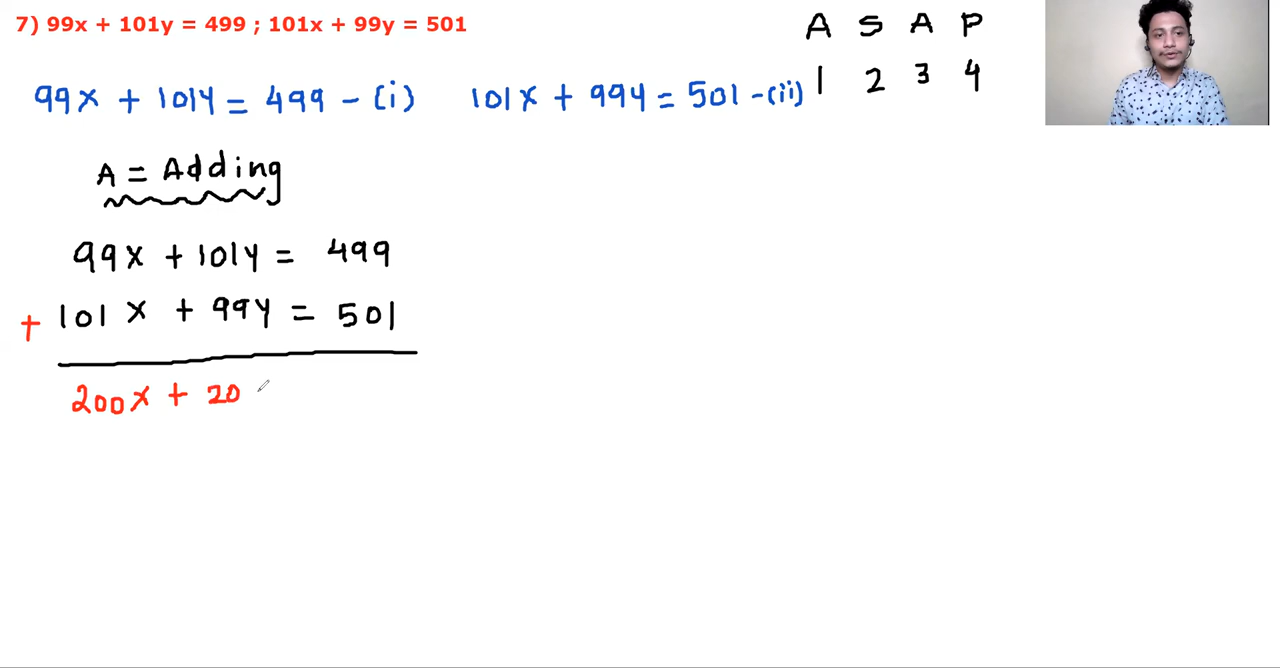 7) 99x + 101y = 499 ; 101x + 99y = 501
A S A P
1 2 3 4
99x + 101y = 499 - (i)
101x + 99y = 501 - (ii)
A = Adding
99x + 101y = 499
+ 101x + 99y = 501
200x + 20